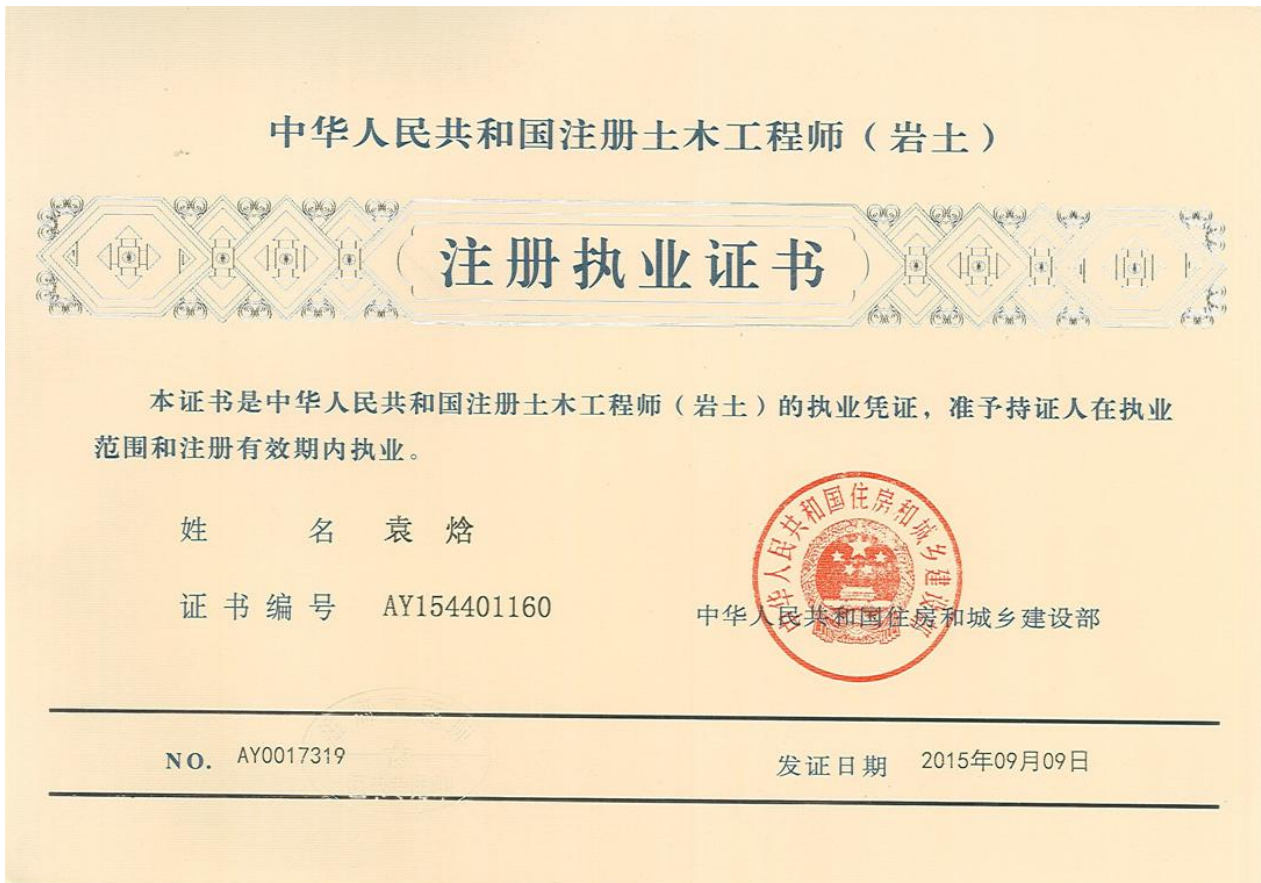 中华人民共和国注册土木工程师（岩土）
注册执业证书
本证书是中华人民共和国注册土木工程师（岩土）的执业凭证，准予持证人在执业
范围和注册有效期内执业。
姓 名 袁 焓
证书编号 AY154401160
中华人民共和国住房和城乡建设部
中华人民共和国住房和城乡建设部
NO. AY0017319
发证日期 2015年09月09日